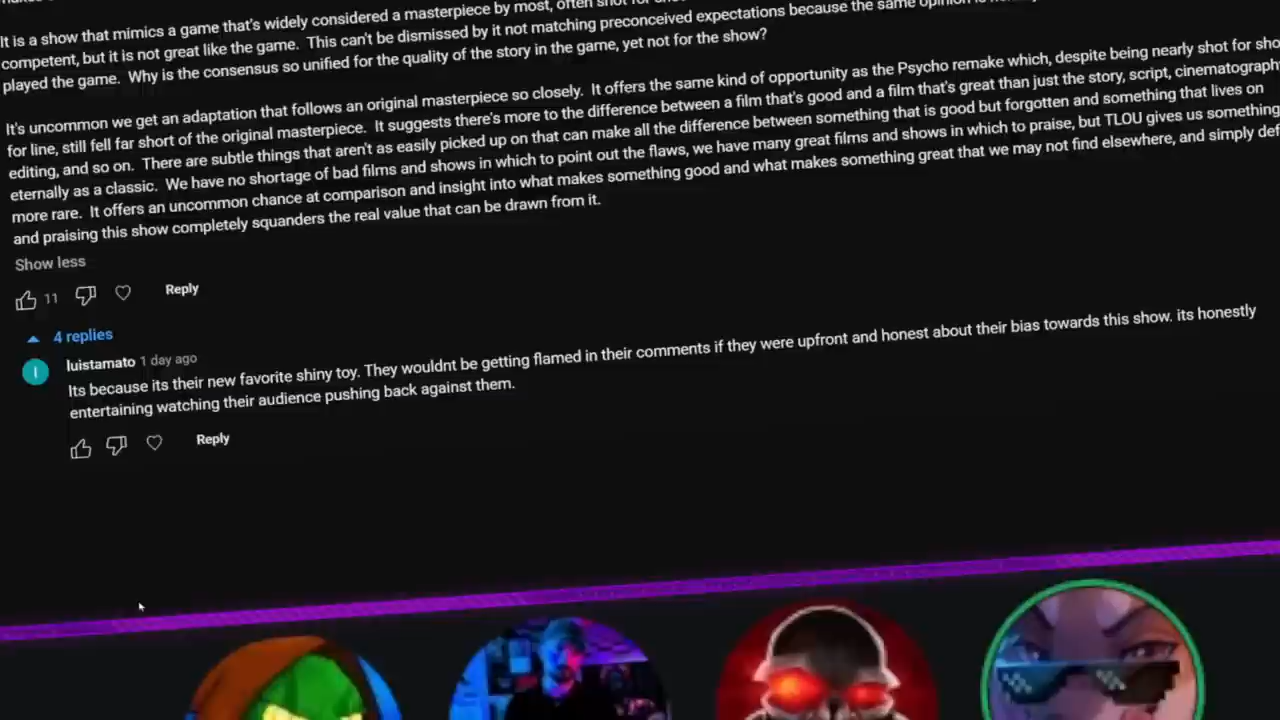 It is a show that mimics a game that's widely considered a masterpiece by most, often shot for
competent, but it is not great like the game. This can't be dismissed by it not matching preconceived expectations because the same opinion is
played the game. Why is the consensus so unified for the quality of the story in the game, yet not for the show?
It's uncommon we get an adaptation that follows an original masterpiece so closely. It offers the same kind of opportunity as the Psycho remake which, despite being nearly shot for sho
for line, still fell far short of the original masterpiece. It suggests there's more to the difference between a film that's good and a film that's great than just the story, script, cinematography
editing, and so on. There are subtle things that aren't as easily picked up on that can make all the difference between something that is good but forgotten and something that lives on
eternally as a classic. We have no shortage of bad films and shows in which to point out the flaws, we have many great films and shows in which to praise, but TLOU gives us something
more rare. It offers an uncommon chance at comparison and insight into what makes something good and what makes something great that we may not find elsewhere, and simply def
and praising this show completely squanders the real value that can be drawn from it.
Show less
11 Reply
4 replies
luistamato 1 day ago
Its because its their new favorite shiny toy. They wouldnt be getting flamed in their comments if they were upfront and honest about their bias towards this show. its honestly
entertaining watching their audience pushing back against them.
Reply